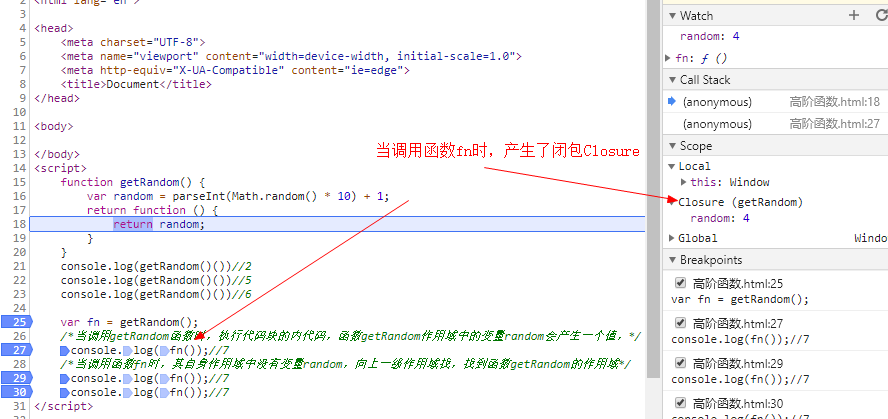 2 <html lang="en">
3
4 <head>
5 <meta charset="UTF-8">
6 <meta name="viewport" content="width=device-width, initial-scale=1.0">
7 <meta http-equiv="X-UA-Compatible" content="ie=edge">
8 <title>Document</title>
9 </head>
10
11 <body>
12
13 </body>
当调用函数fn时，产生了闭包Closure
14 <script>
15 function getRandom() {
16 var random = parseInt(Math.random() * 10) + 1;
17 return function () {
18 return random;
19 }
20 }
21 console.log(getRandom()())//2
22 console.log(getRandom()())//5
23 console.log(getRandom()())//6
24
25 var fn = getRandom();
26 /*当调用getRandom函数时，执行代码块的内代码，函数getRandom作用域中的变量random会产生一个值，*/
27 console.log(fn());//7
28 /*当调用函数fn时，其自身作用域中没有变量random，向上一级作用域找，找到函数getRandom的作用域*/
29 console.log(fn());//7
30 console.log(fn());//7
31 </script>
Watch
random: 4
fn: ƒ ()
Call Stack
(anonymous) 高阶函数.html:18
(anonymous) 高阶函数.html:27
Scope
Local
this: Window
Closure (getRandom)
random: 4
Global Windo
Breakpoints
高阶函数.html:25
var fn = getRandom();
高阶函数.html:27
console.log(fn());//7
高阶函数.html:29
console.log(fn());//7
高阶函数.html:30
console.log(fn());//7